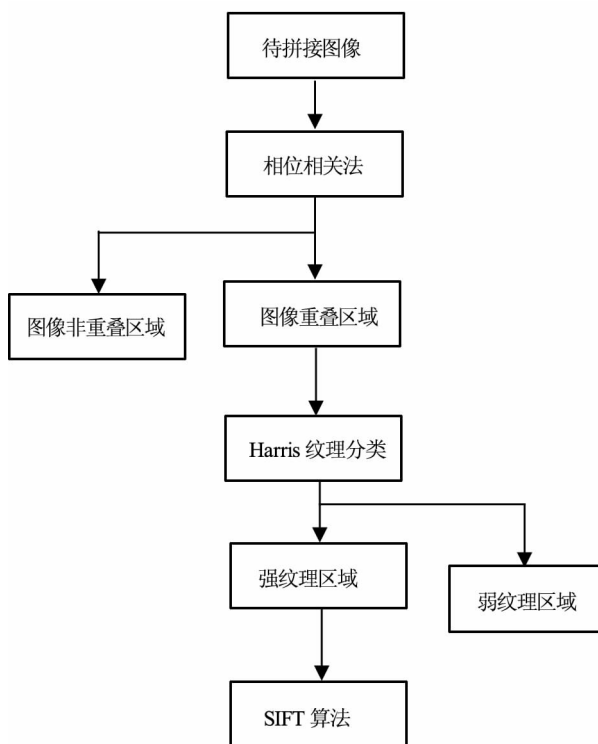 待拼接图像
相位相关法
图像非重叠区域
图像重叠区域
Harris 纹理分类
强纹理区域
弱纹理区域
SIFT 算法